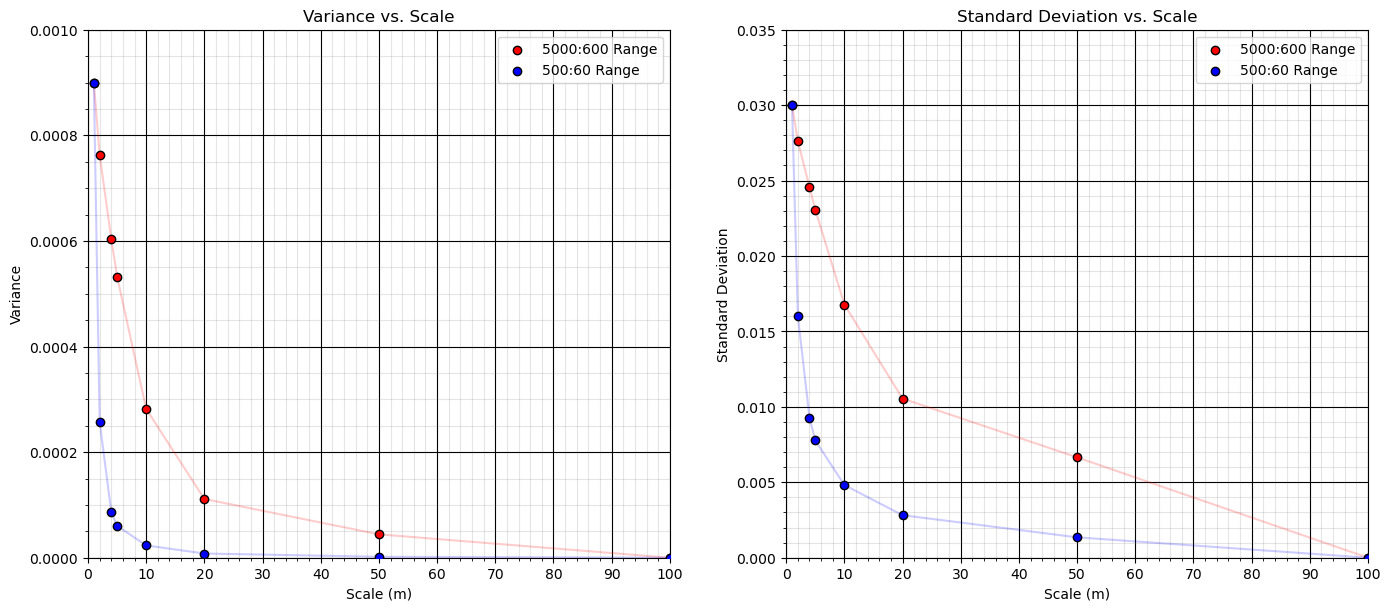 Variance vs. Scale
0.0010
0.0008
0.0006
0.0004
0.0002
0.0000
Variance
0 10 20 30 40 50 60 70 80 90 100
Scale (m)
5000:600 Range
500:60 Range
Standard Deviation vs. Scale
0.035
0.030
0.025
0.020
0.015
0.010
0.005
0.000
Standard Deviation
0 10 20 30 40 50 60 70 80 90 100
Scale (m)
5000:600 Range
500:60 Range